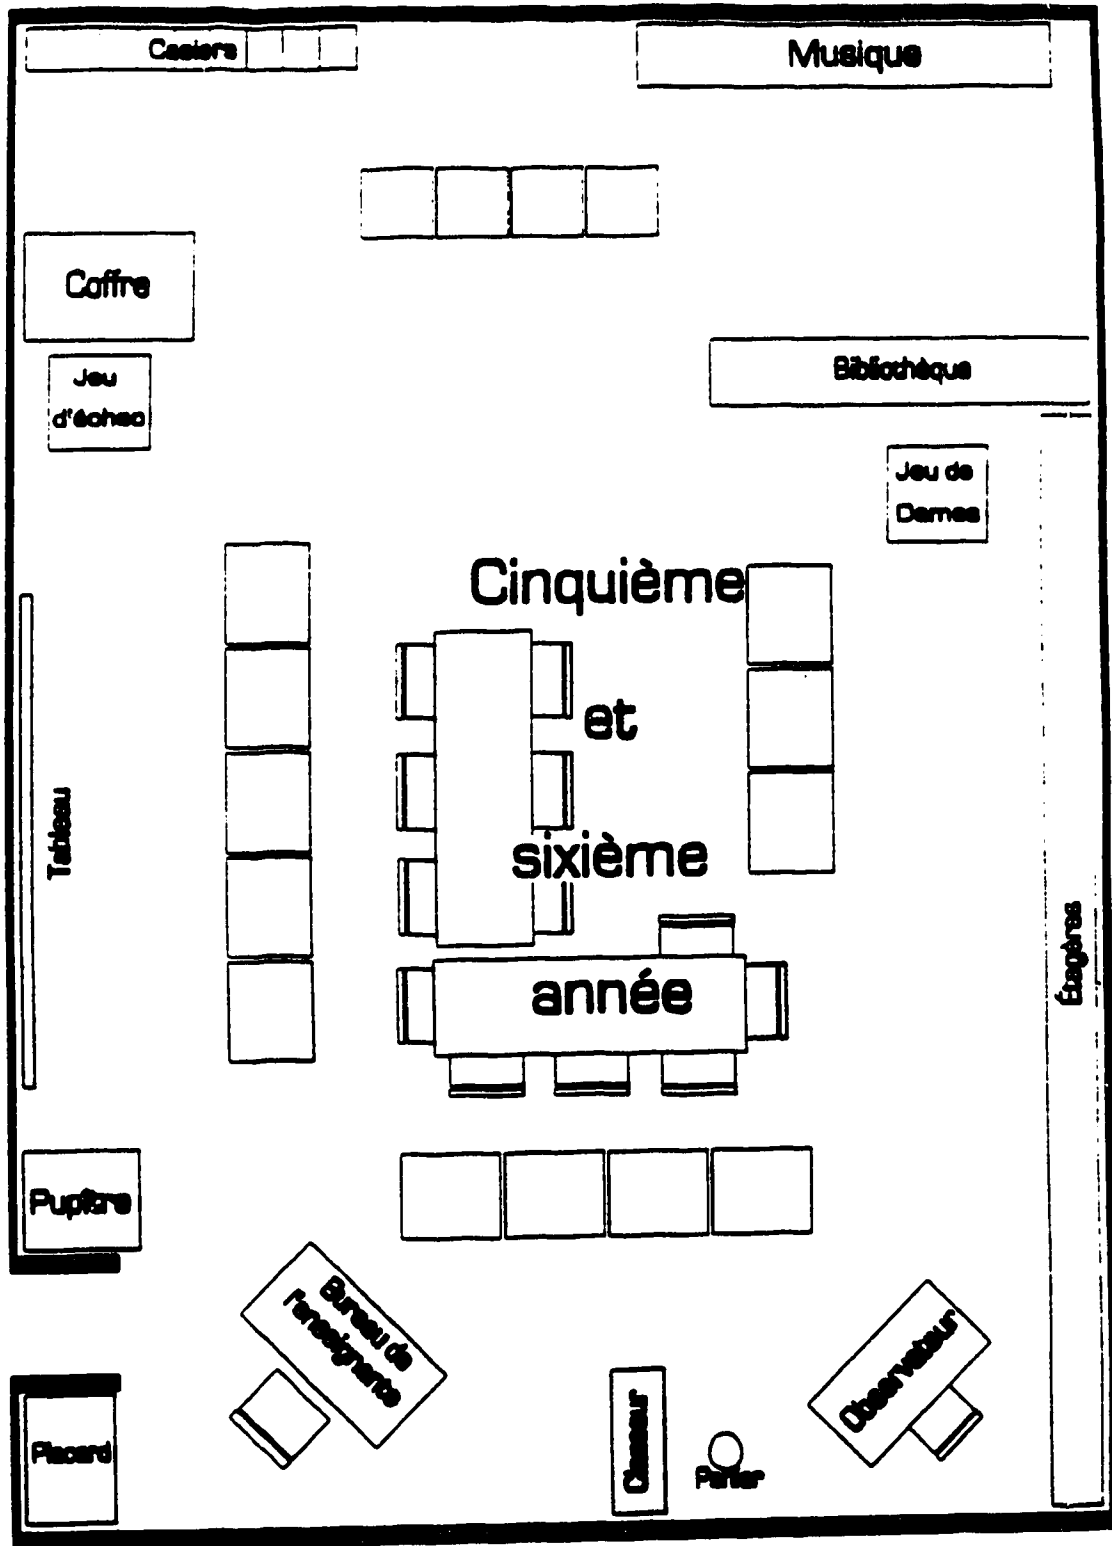 Casiers
Musique
Coffre
Jeu
d'échec
Bibliothèque
Jeu de
Dames
Cinquième
et
sixième
année
Tableau
Étagères
Pupitre
Bureau de
l'enseignante
Observateur
Classeur
Panier
Placard